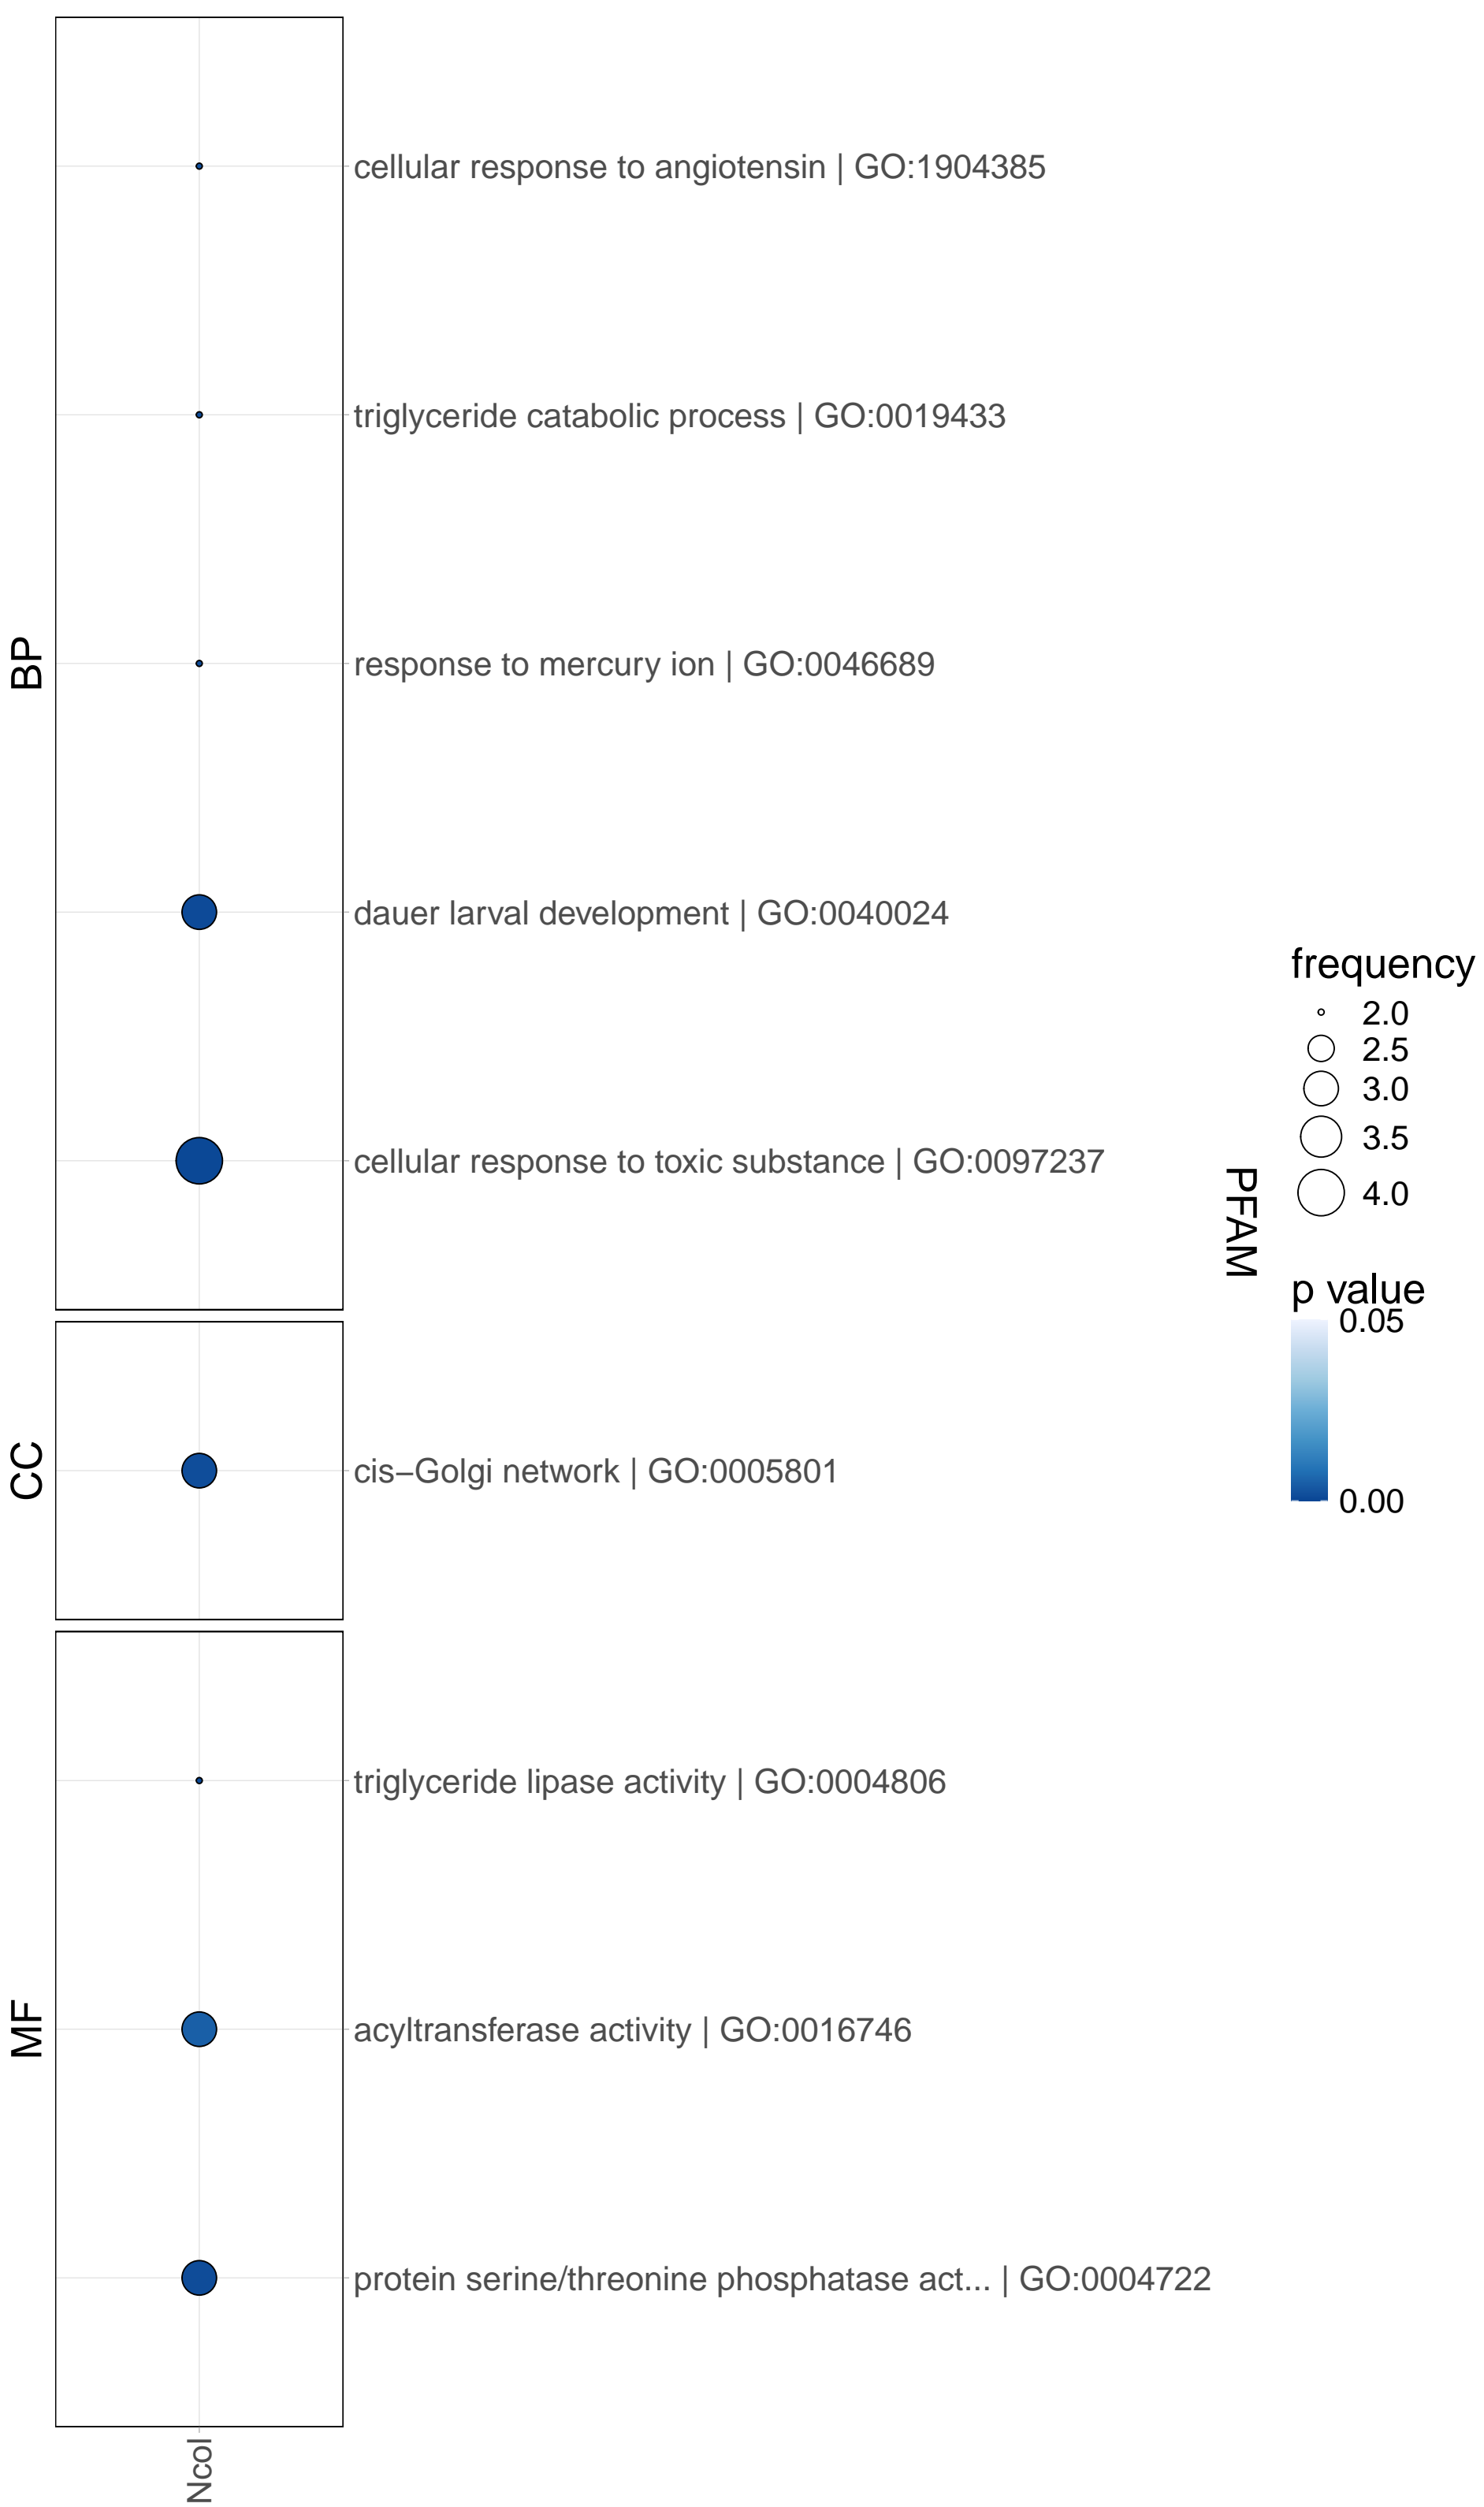 BP
cellular response to angiotensin | GO:1904385
triglyceride catabolic process | GO:0019433
response to mercury ion | GO:0046689
dauer larval development | GO:0040024
cellular response to toxic substance | GO:0097237
CC
cis–Golgi network | GO:0005801
MF
triglyceride lipase activity | GO:0004806
acyltransferase activity | GO:0016746
protein serine/threonine phosphatase act... | GO:0004722
Ncol
PFAM
frequency
2.0
2.5
3.0
3.5
4.0
p value
0.05
0.00